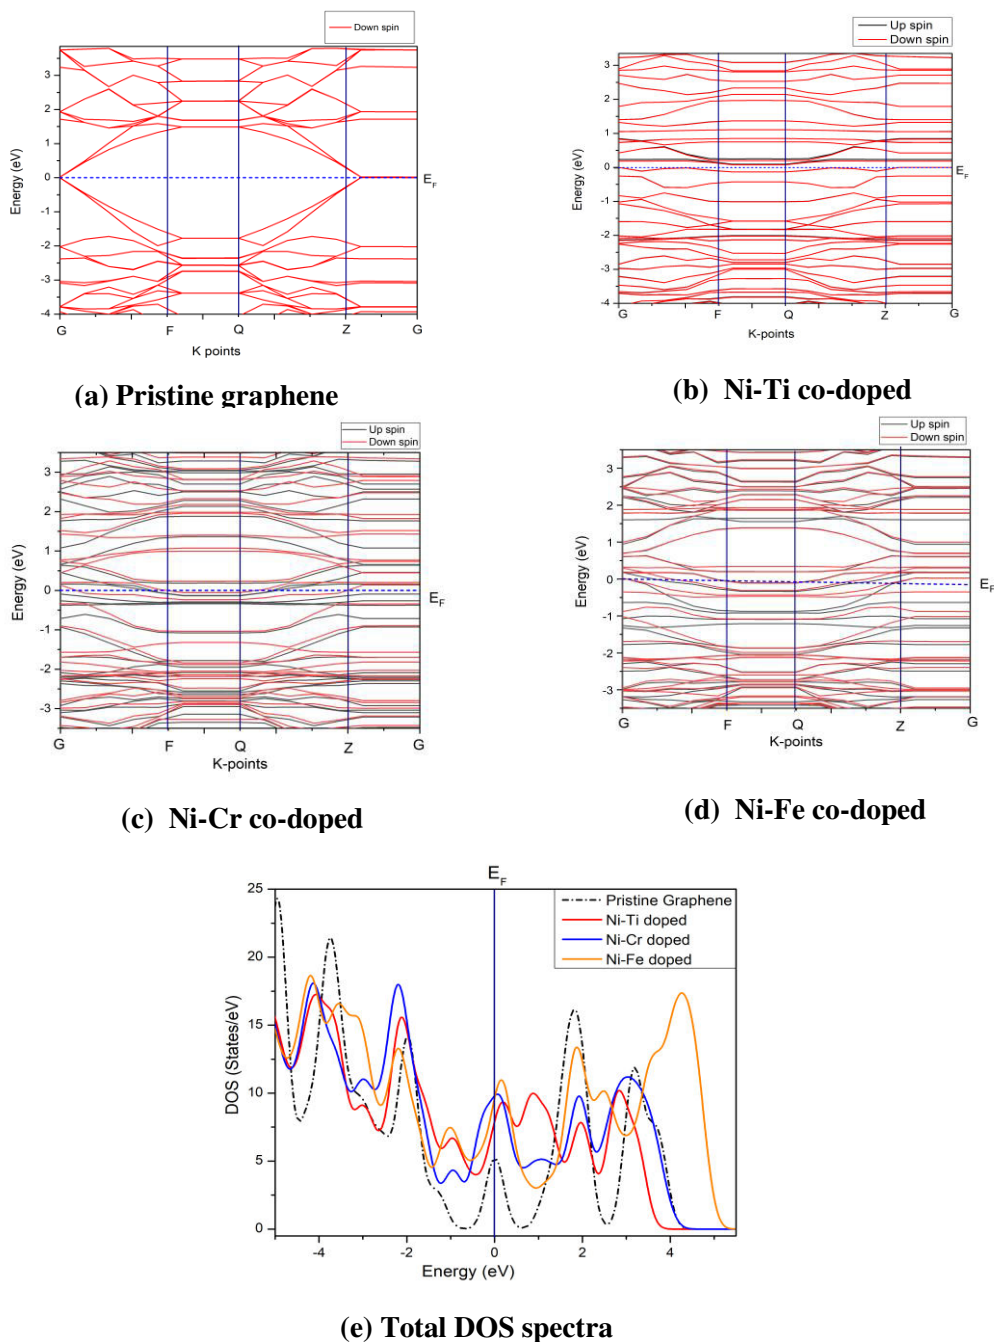 Down spin
3
2
1
0
-1
-2
-3
-4
Energy (eV)
E_F
G F Q Z G
K points
(a) Pristine graphene
Up spin
Down spin
3
2
1
0
-1
-2
-3
-4
Energy (eV)
E_F
G F Q Z G
K-points
(b) Ni-Ti co-doped
Up spin
Down spin
3
2
1
0
-1
-2
-3
Energy (eV)
E_F
G F Q Z G
K-points
(c) Ni-Cr co-doped
Up spin
Down spin
3
2
1
0
-1
-2
-3
Energy (eV)
E_F
G F Q Z G
K-points
(d) Ni-Fe co-doped
E_F
25
20
15
10
5
0
DOS (States/eV)
Pristine Graphene
Ni-Ti doped
Ni-Cr doped
Ni-Fe doped
-4 -2 0 2 4
Energy (eV)
(e) Total DOS spectra